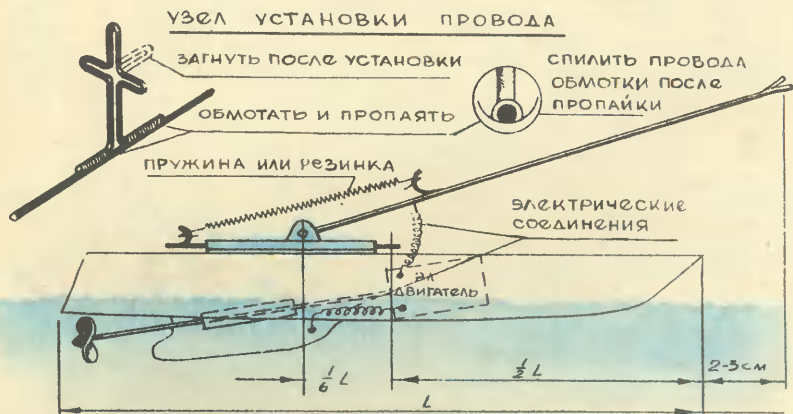 УЗЕЛ УСТАНОВКИ ПРОВОДА
ЗАГНУТЬ ПОСЛЕ УСТАНОВКИ
СПИЛИТЬ ПРОВОДА
ОБМОТКИ ПОСЛЕ
ПРОПАЙКИ
ОБМОТАТЬ И ПРОПАЯТЬ
ПРУЖИНА ИЛИ РЕЗИНКА
ЭЛЕКТРИЧЕСКИЕ
СОЕДИНЕНИЯ
ЭЛ
ДВИГАТЕЛЬ
1/6 L
1/2 L
2-3 СМ
L